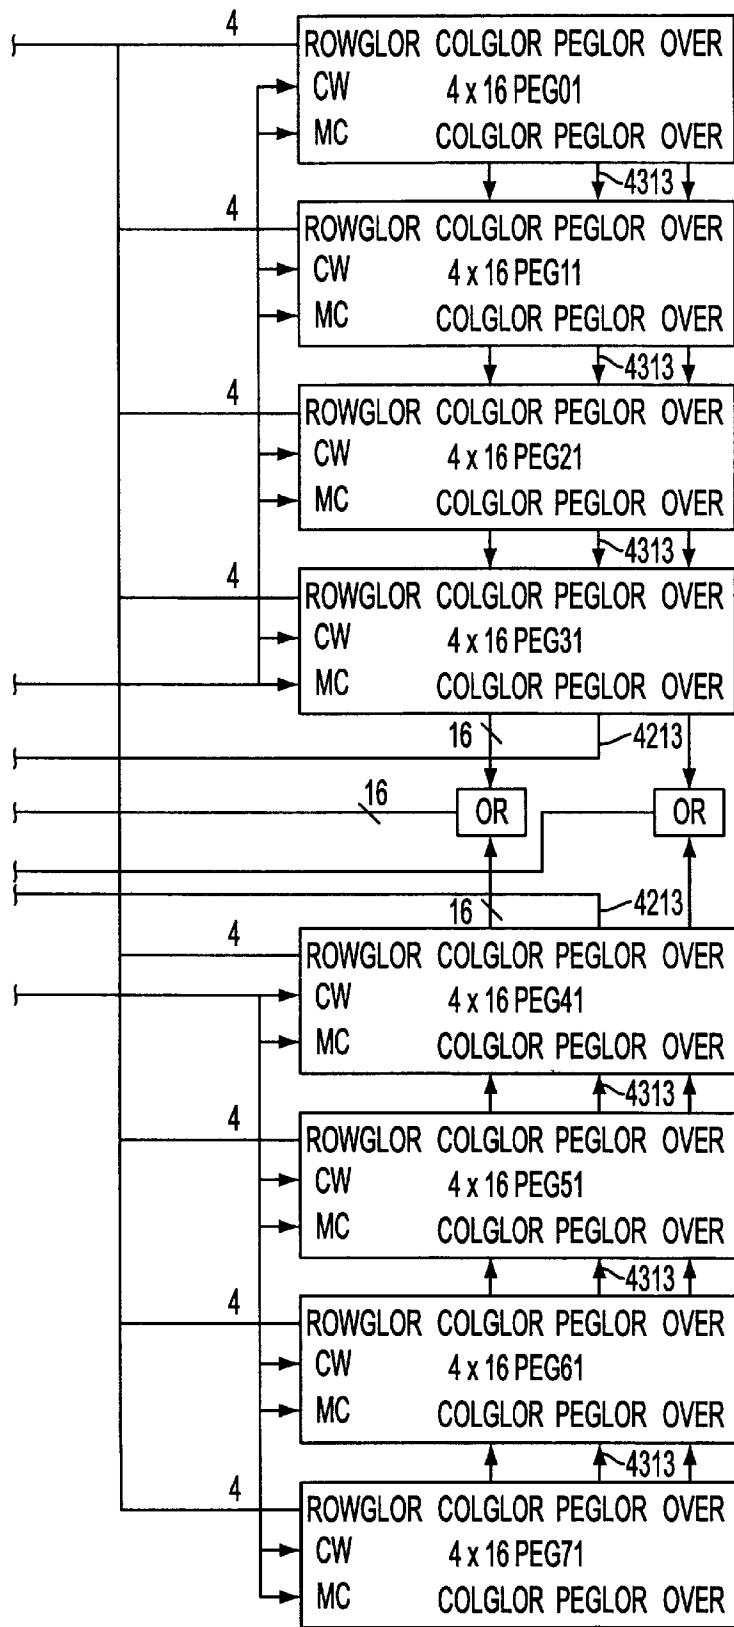 4
ROWGLOR COLGLOR PEGLOR OVER
CW 4 x 16 PEG01
MC COLGLOR PEGLOR OVER
4313
4
ROWGLOR COLGLOR PEGLOR OVER
CW 4 x 16 PEG11
MC COLGLOR PEGLOR OVER
4313
4
ROWGLOR COLGLOR PEGLOR OVER
CW 4 x 16 PEG21
MC COLGLOR PEGLOR OVER
4313
4
ROWGLOR COLGLOR PEGLOR OVER
CW 4 x 16 PEG31
MC COLGLOR PEGLOR OVER
16 4213
16 OR OR
16 4213
4
ROWGLOR COLGLOR PEGLOR OVER
CW 4 x 16 PEG41
MC COLGLOR PEGLOR OVER
4313
4
ROWGLOR COLGLOR PEGLOR OVER
CW 4 x 16 PEG51
MC COLGLOR PEGLOR OVER
4313
4
ROWGLOR COLGLOR PEGLOR OVER
CW 4 x 16 PEG61
MC COLGLOR PEGLOR OVER
4313
4
ROWGLOR COLGLOR PEGLOR OVER
CW 4 x 16 PEG71
MC COLGLOR PEGLOR OVER